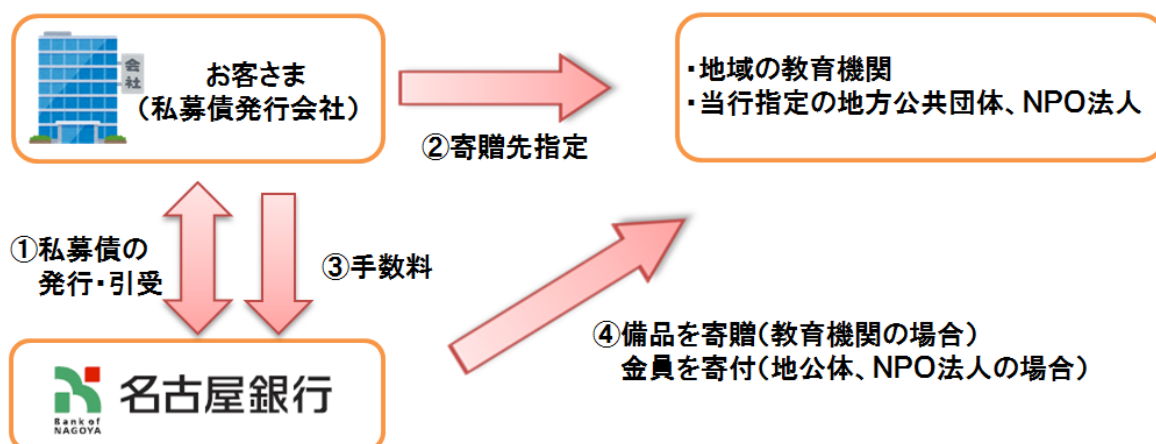 会
社
お客さま
（私募債発行会社）
・地域の教育機関
・当行指定の地方公共団体、NPO法人
②寄贈先指定
①私募債の
発行・引受
③手数料
④備品を寄贈（教育機関の場合）
金員を寄付（地公体、NPO法人の場合）
Bank of
NAGOYA
名古屋銀行